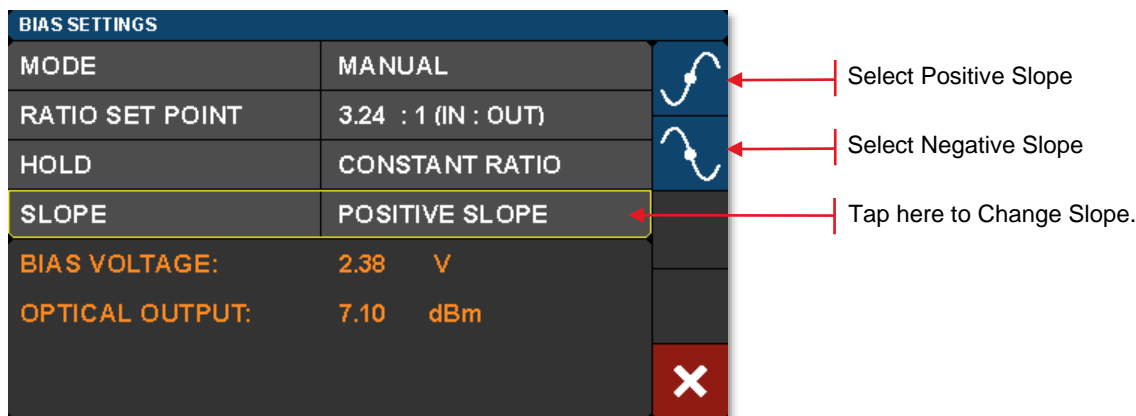 BIAS SETTINGS
MODE MANUAL
Select Positive Slope
RATIO SET POINT 3.24 : 1 (IN : OUT)
HOLD CONSTANT RATIO
Select Negative Slope
SLOPE POSITIVE SLOPE
Tap here to Change Slope.
BIAS VOLTAGE: 2.38 V
OPTICAL OUTPUT: 7.10 dBm